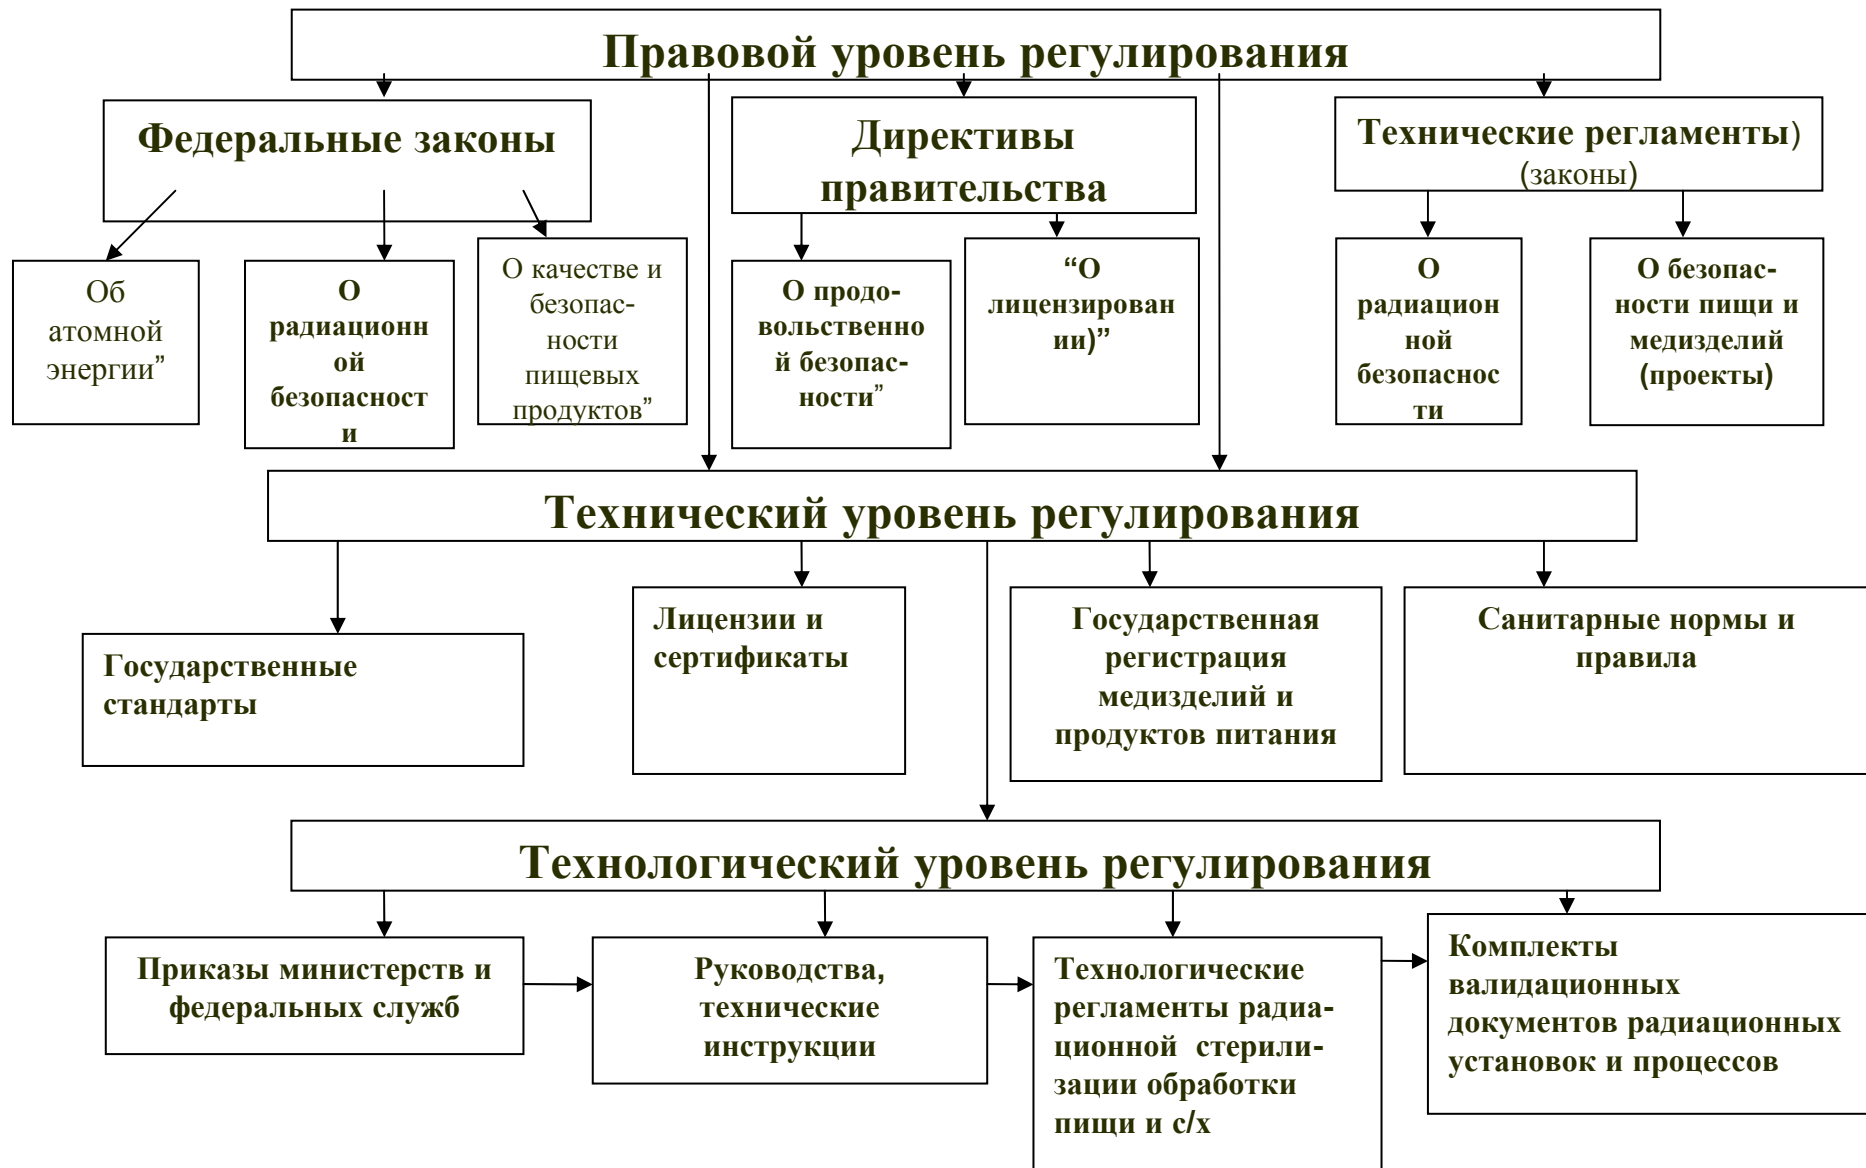 Правовой уровень регулирования
Федеральные законы
Директивы
правительства
Технические регламенты)
(законы)
Об
атомной
энергии”
О
радиационн
ой
безопасност
и
О качестве и
безопас-
ности
пищевых
продуктов”
О продо-
вольственно
й безопас-
ности”
“О
лицензирован
ии)”
О
радиацион
ной
безопаснос
ти
О безопас-
ности пищи и
медизделий
(проекты)
Технический уровень регулирования
Государственные
стандарты
Лицензии и
сертификаты
Государственная
регистрация
медизделий и
продуктов питания
Санитарные нормы и
правила
Технологический уровень регулирования
Приказы министерств и
федеральных служб
Руководства,
технические
инструкции
Технологические
регламенты радиа-
ционной стерили-
зации обработки
пищи и с/х
Комплекты
валидационных
документов радиационных
установок и процессов